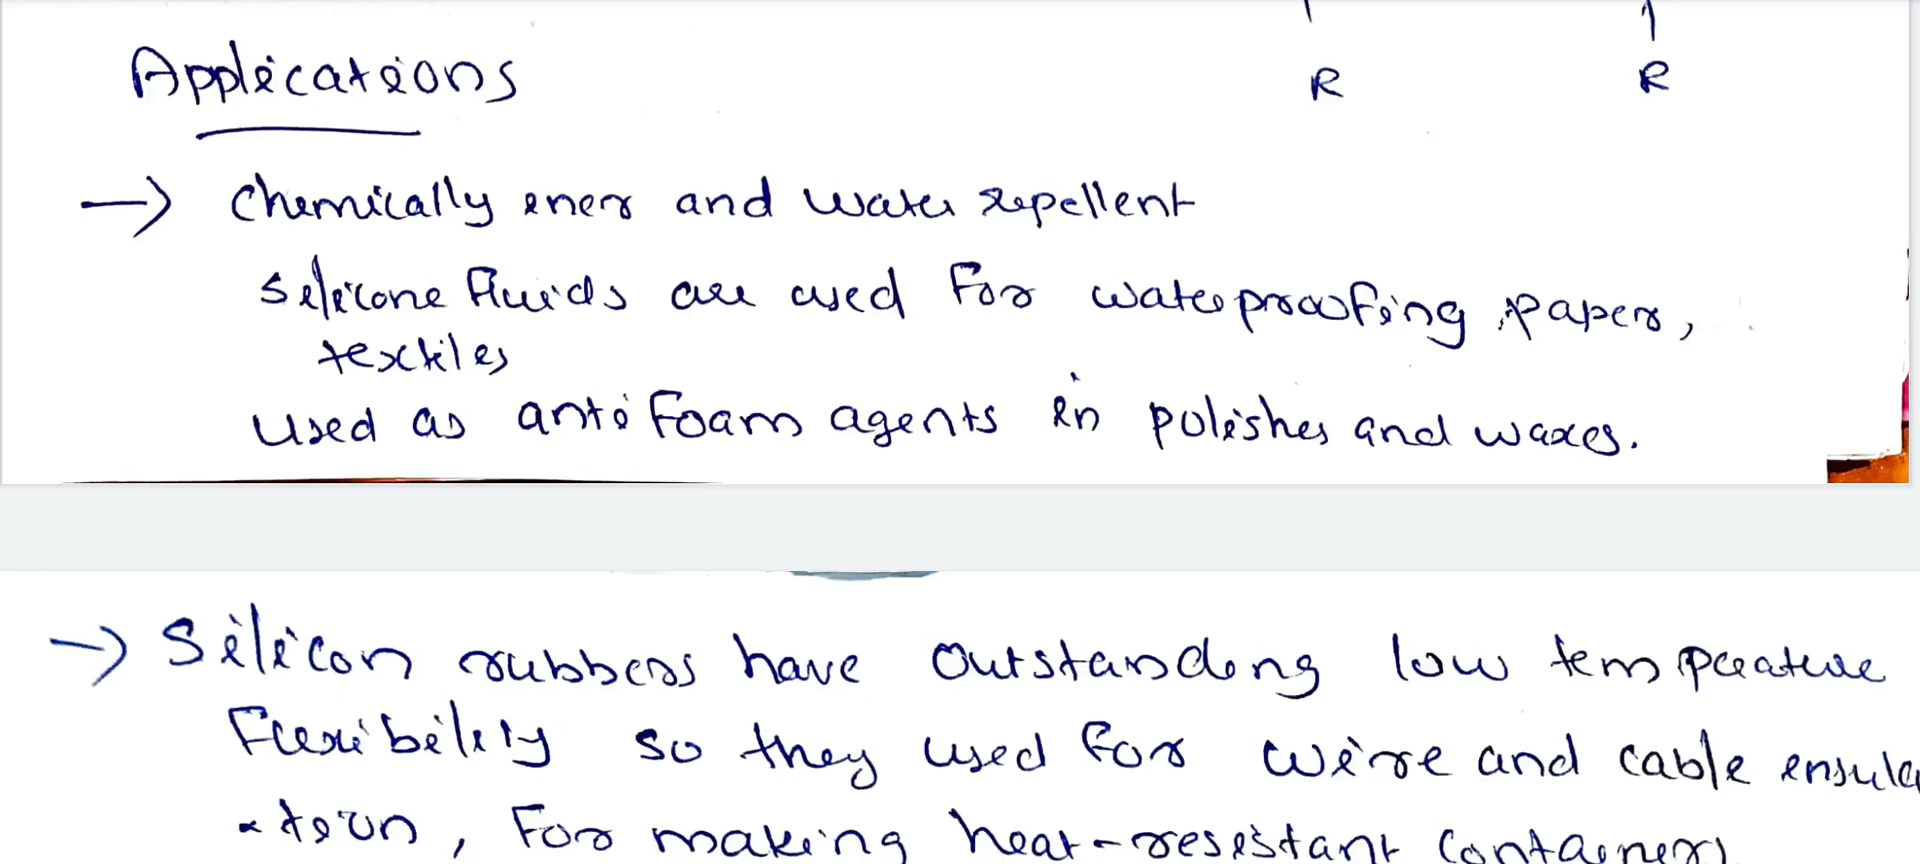 R R
Applications
→ Chemically iner and water repellent
silicone fluids are used for waterproofing paper,
textiles
used as anti foam agents in polishes and waxes.
→ Silicon rubbers have outstanding low temperature
Flexibility so they used for wire and cable insula
tion, For making heat-resistant containers